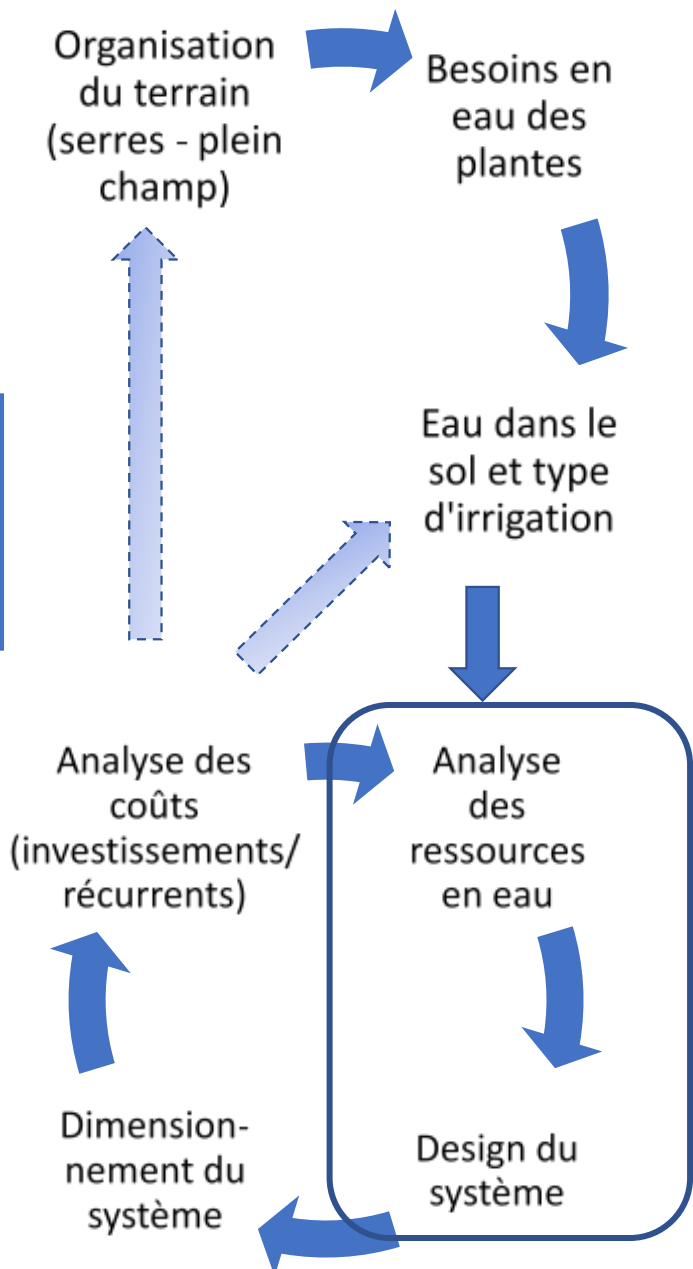 Organisation
du terrain
(serres - plein
champ)
Besoins en
eau des
plantes
Eau dans le
sol et type
d'irrigation
Analyse des
coûts
(investissements/
récurrents)
Analyse
des
ressources
en eau
Dimension-
nement du
système
Design du
système